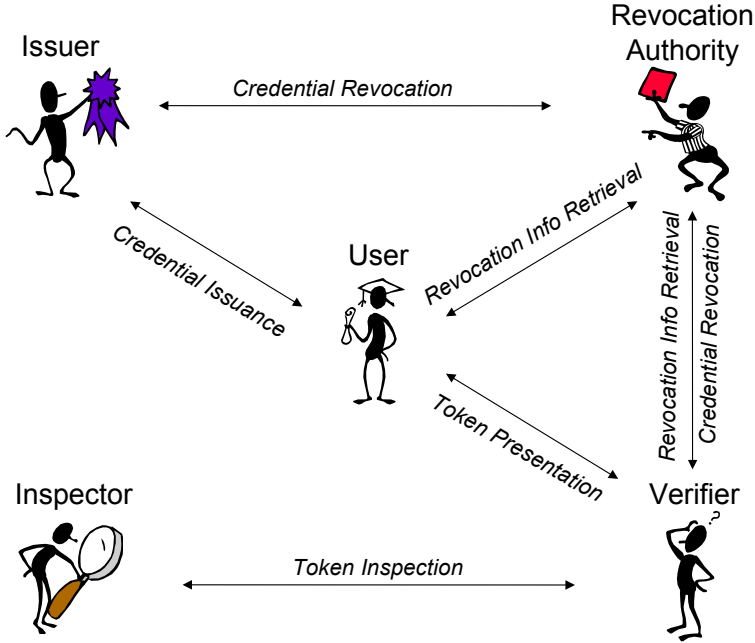 Issuer
Revocation
Authority
Credential Revocation
Credential Issuance
User
Revocation Info Retrieval
Revocation Info Retrieval
Credential Revocation
Token Presentation
Inspector
Verifier
?
Token Inspection